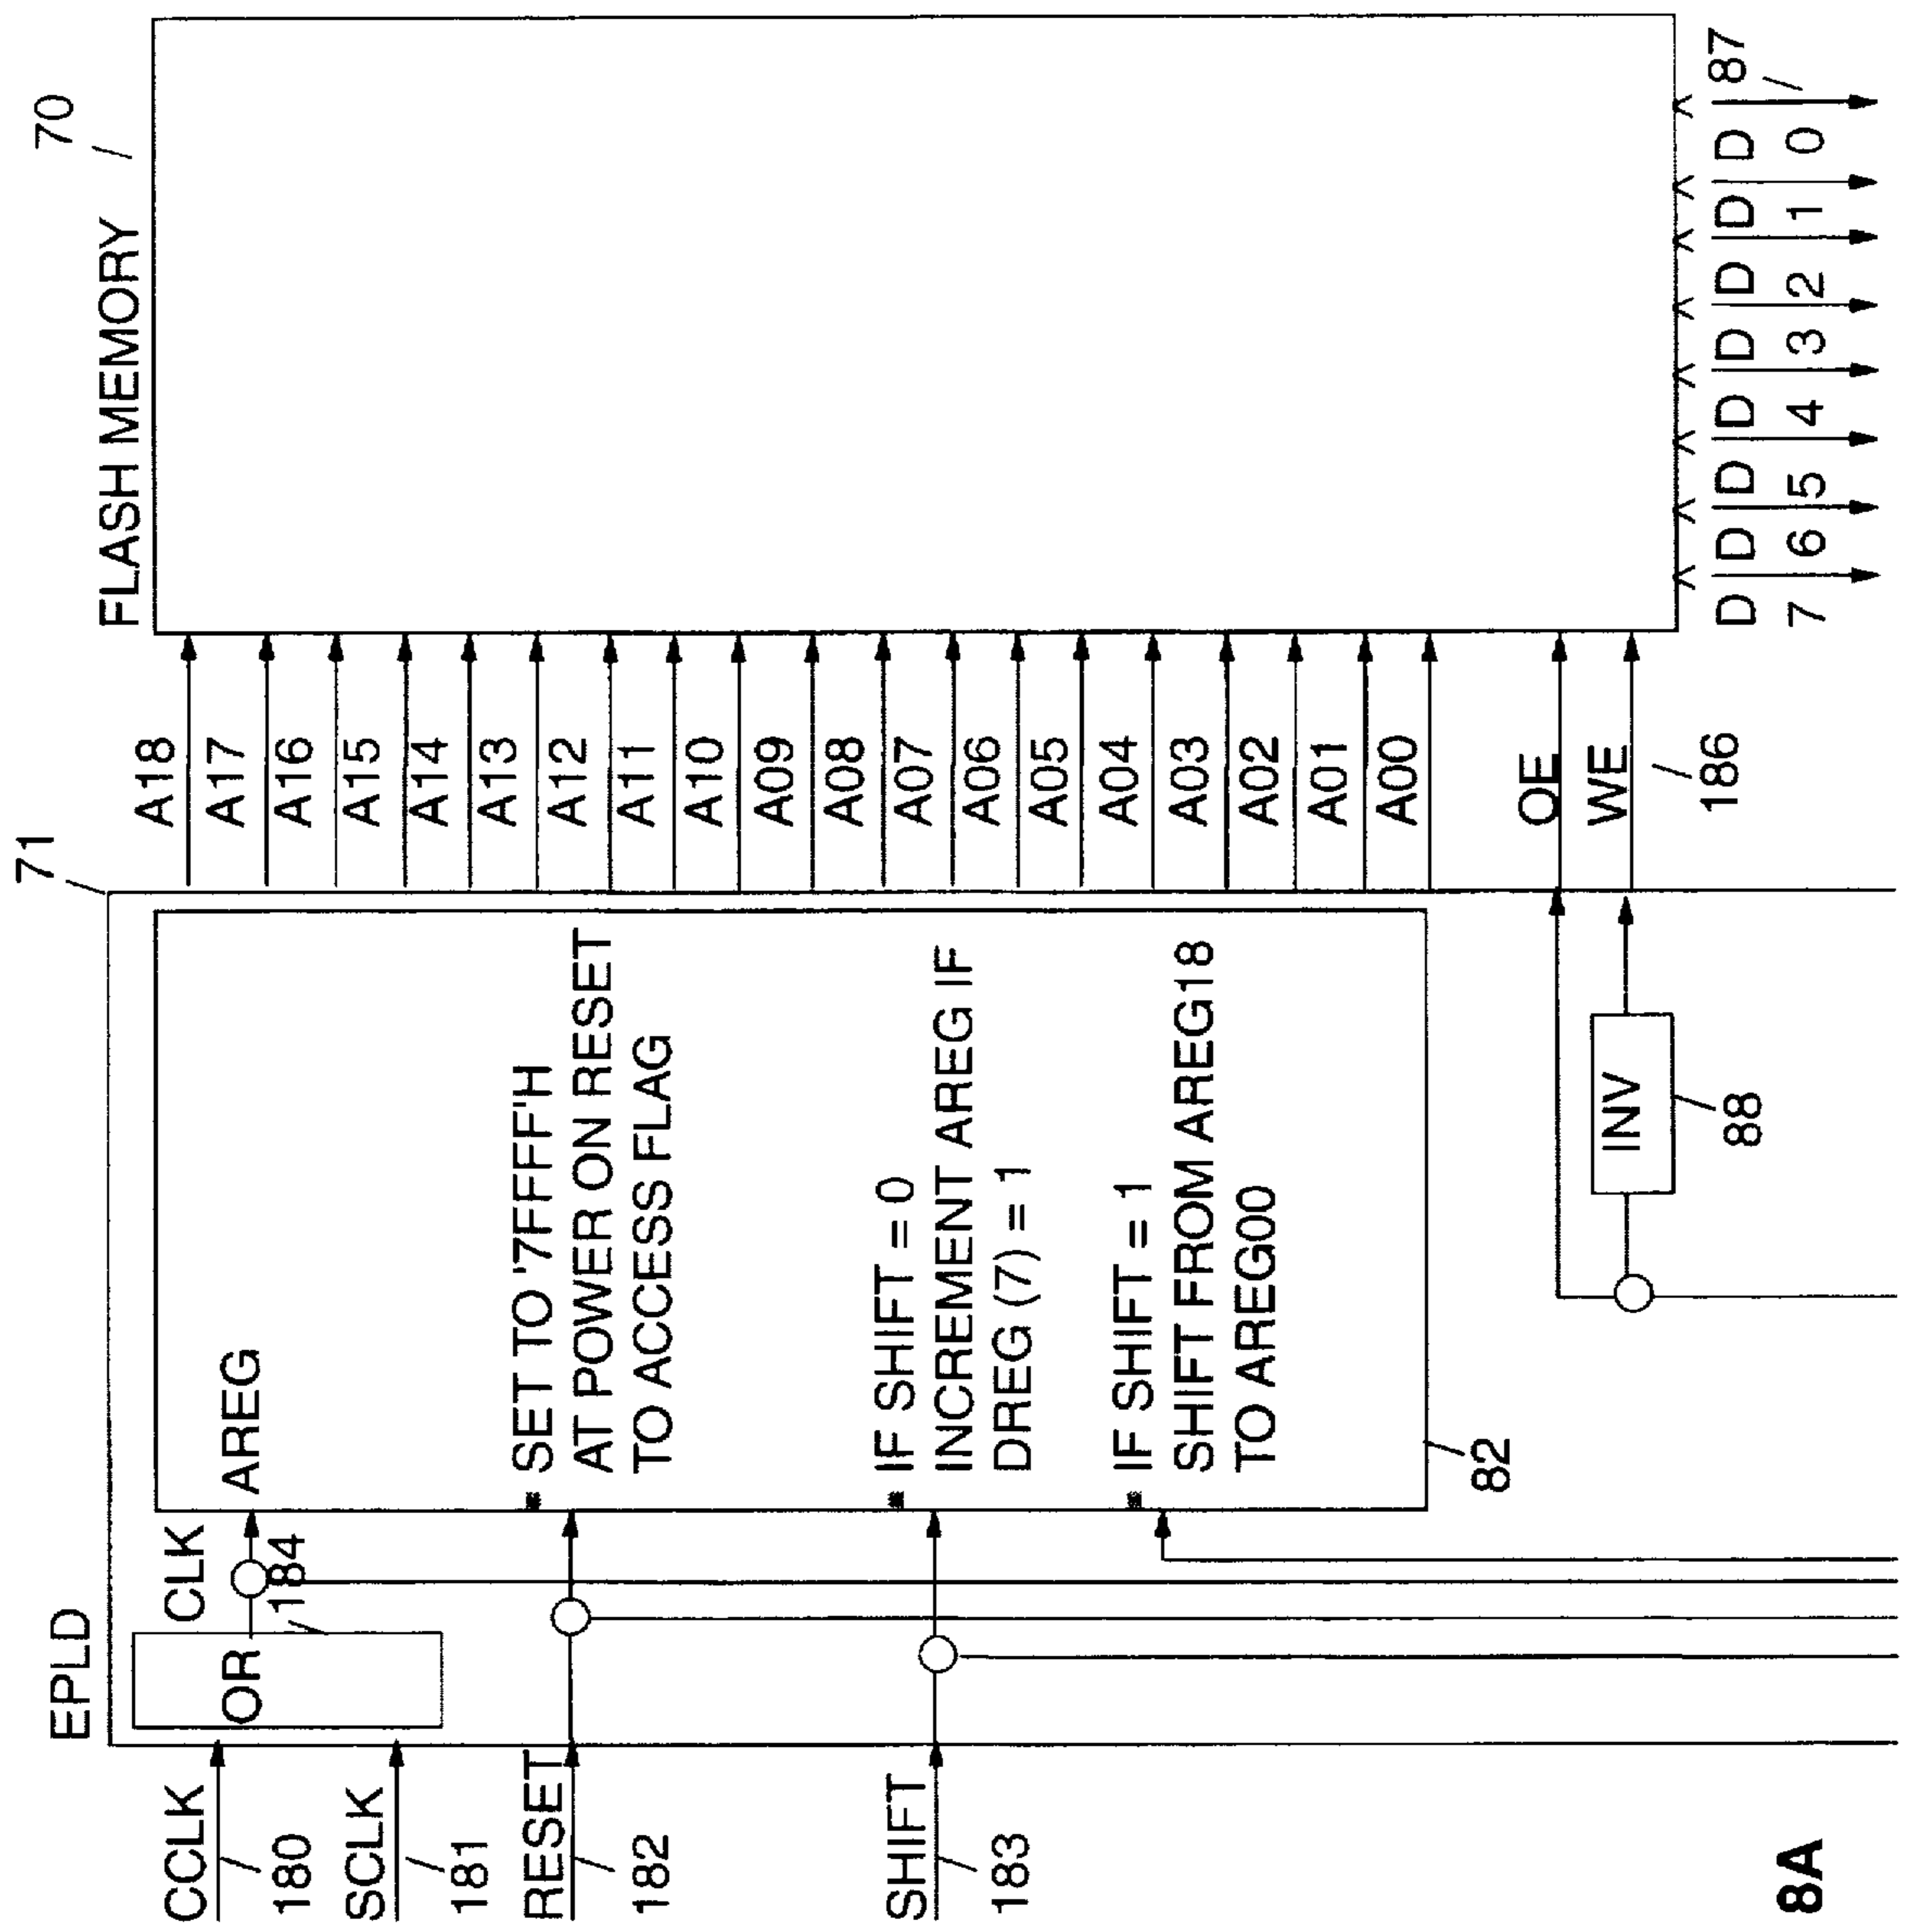 FLASH MEMORY
70
71
EPLD
CCLK
180
SCLK
181
RESET
182
SHIFT
183
OR
184
CLK
AREG
SET TO '7FFFF'H
AT POWER ON RESET
TO ACCESS FLAG
IF SHIFT = 0
INCREMENT AREG IF
DREG (7) = 1
IF SHIFT = 1
SHIFT FROM AREG18
TO AREG00
82
INV
88
A18
A17
A16
A15
A14
A13
A12
A11
A10
A09
A08
A07
A06
A05
A04
A03
A02
A01
A00
OE
WE
186
D D D D D D D D
7 6 5 4 3 2 1 0
87
8A